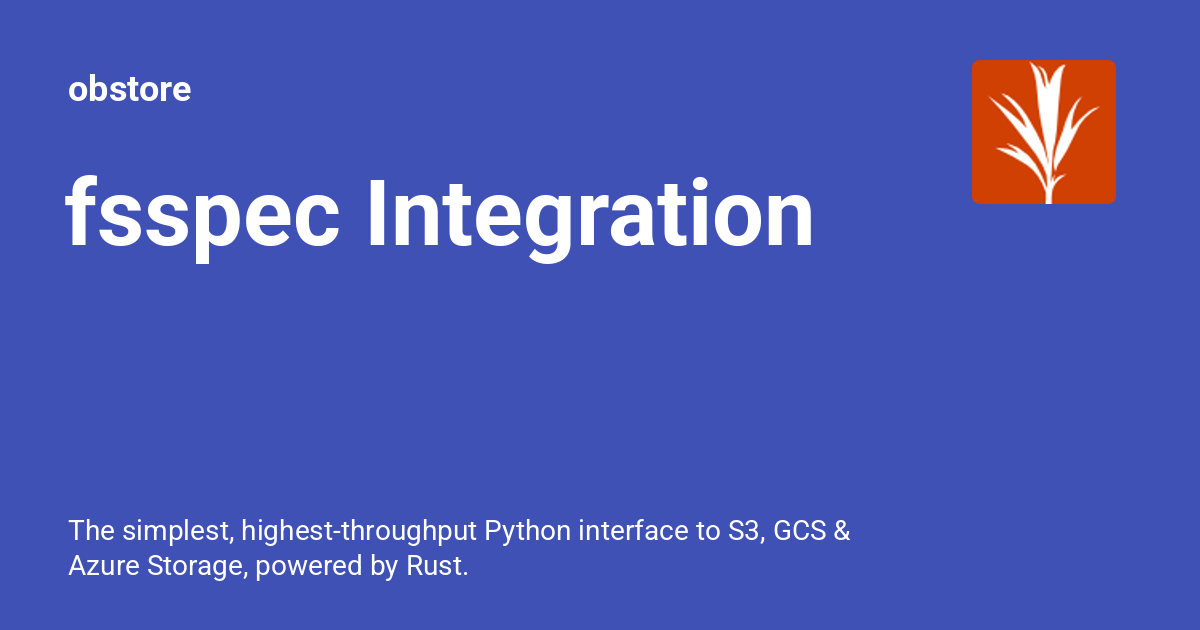 obstore
fsspec Integration
The simplest, highest-throughput Python interface to S3, GCS &
Azure Storage, powered by Rust.